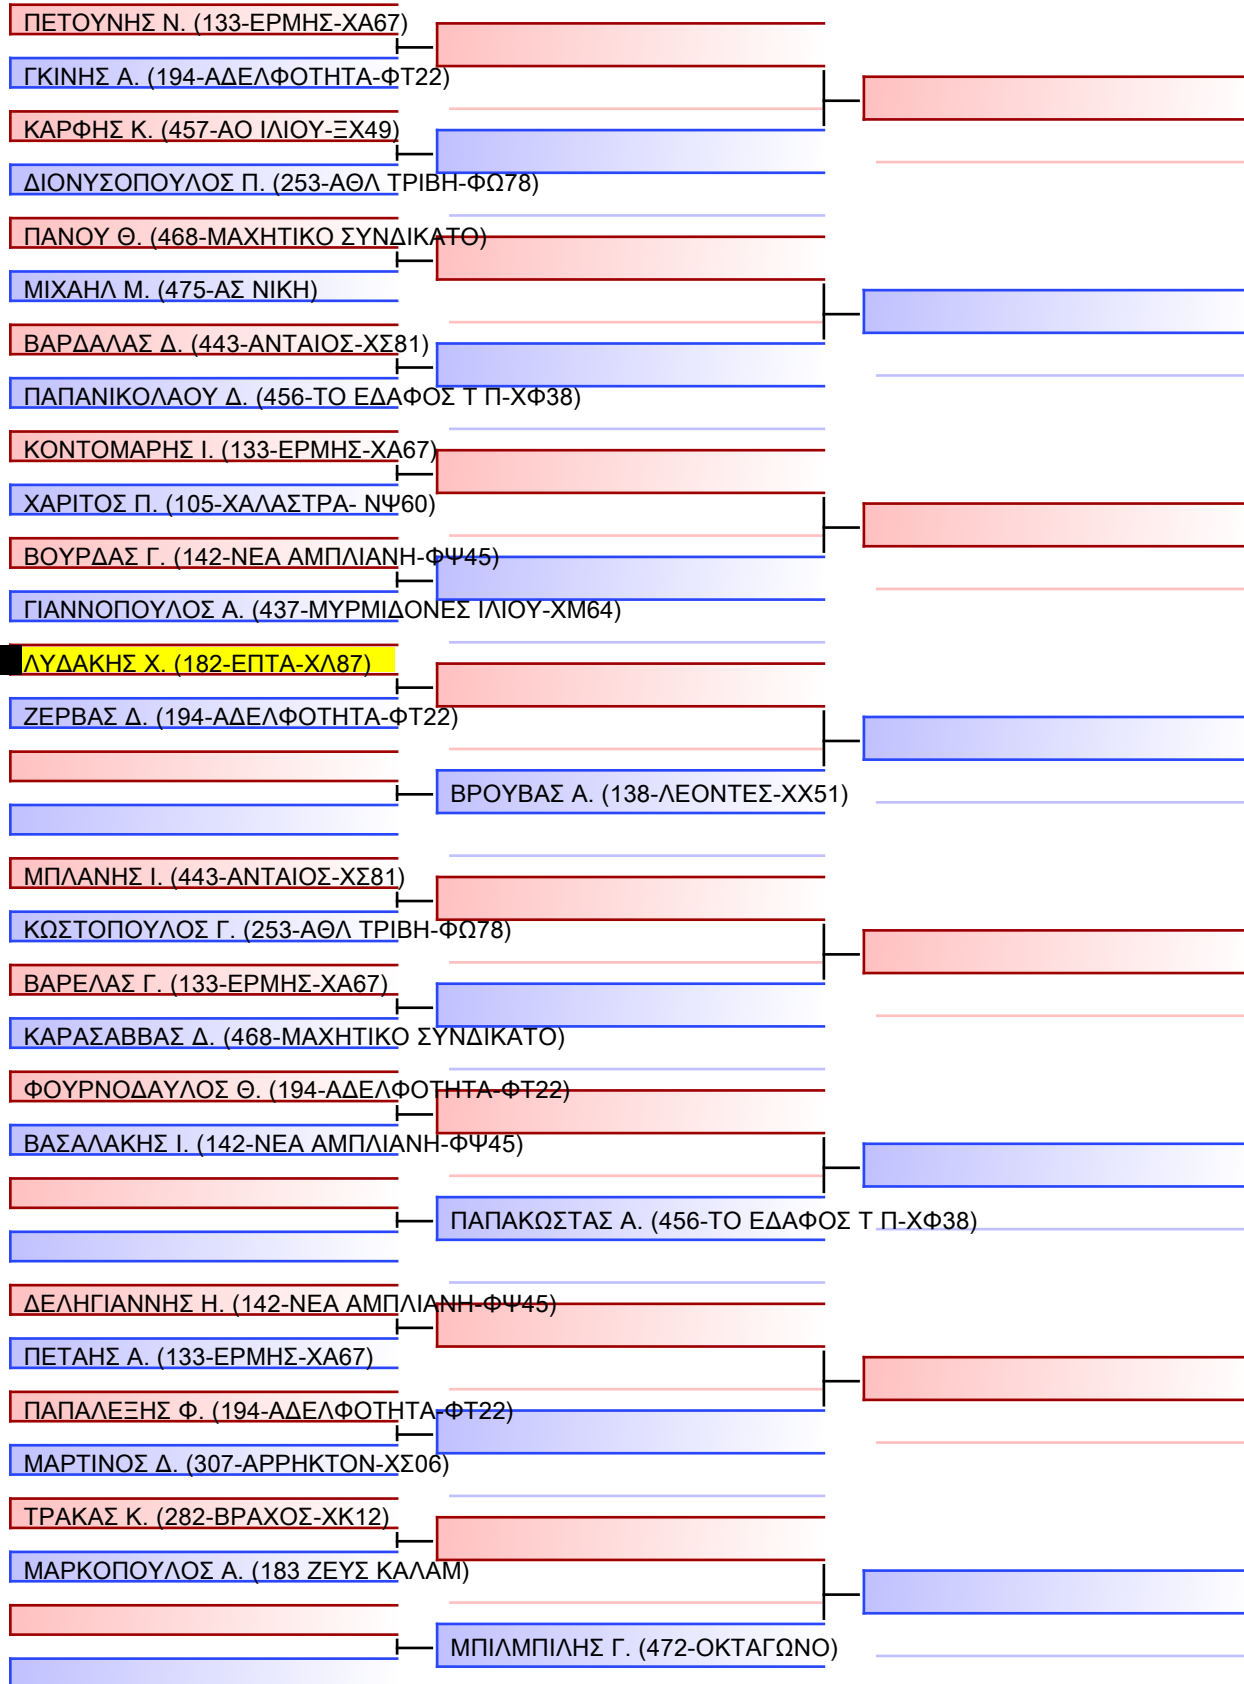 ΠΕΤΟΥΝΗΣ Ν. (133-ΕΡΜΗΣ-ΧΑ67)
ΓΚΙΝΗΣ Α. (194-ΑΔΕΛΦΟΤΗΤΑ-ΦΤ22)
ΚΑΡΦΗΣ Κ. (457-ΑΟ ΙΛΙΟΥ-ΞΧ49)
ΔΙΟΝΥΣΟΠΟΥΛΟΣ Π. (253-ΑΘΛ ΤΡΙΒΗ-ΦΩ78)
ΠΑΝΟΥ Θ. (468-ΜΑΧΗΤΙΚΟ ΣΥΝΔΙΚΑΤΟ)
ΜΙΧΑΗΛ Μ. (475-ΑΣ ΝΙΚΗ)
ΒΑΡΔΑΛΑΣ Δ. (443-ΑΝΤΑΙΟΣ-ΧΣ81)
ΠΑΠΑΝΙΚΟΛΑΟΥ Δ. (456-ΤΟ ΕΔΑΦΟΣ Τ Π-ΧΦ38)
ΚΟΝΤΟΜΑΡΗΣ Ι. (133-ΕΡΜΗΣ-ΧΑ67)
ΧΑΡΙΤΟΣ Π. (105-ΧΑΛΑΣΤΡΑ- ΝΨ60)
ΒΟΥΡΔΑΣ Γ. (142-ΝΕΑ ΑΜΠΛΙΑΝΗ-ΦΨ45)
ΓΙΑΝΝΟΠΟΥΛΟΣ Α. (437-ΜΥΡΜΙΔΟΝΕΣ ΙΛΙΟΥ-ΧΜ64)
ΛΥΔΑΚΗΣ Χ. (182-ΕΠΤΑ-ΧΛ87)
ΖΕΡΒΑΣ Δ. (194-ΑΔΕΛΦΟΤΗΤΑ-ΦΤ22)
ΒΡΟΥΒΑΣ Α. (138-ΛΕΟΝΤΕΣ-ΧΧ51)
ΜΠΛΑΝΗΣ Ι. (443-ΑΝΤΑΙΟΣ-ΧΣ81)
ΚΩΣΤΟΠΟΥΛΟΣ Γ. (253-ΑΘΛ ΤΡΙΒΗ-ΦΩ78)
ΒΑΡΕΛΑΣ Γ. (133-ΕΡΜΗΣ-ΧΑ67)
ΚΑΡΑΣΑΒΒΑΣ Δ. (468-ΜΑΧΗΤΙΚΟ ΣΥΝΔΙΚΑΤΟ)
ΦΟΥΡΝΟΔΑΥΛΟΣ Θ. (194-ΑΔΕΛΦΟΤΗΤΑ-ΦΤ22)
ΒΑΣΑΛΑΚΗΣ Ι. (142-ΝΕΑ ΑΜΠΛΙΑΝΗ-ΦΨ45)
ΠΑΠΑΚΩΣΤΑΣ Α. (456-ΤΟ ΕΔΑΦΟΣ Τ Π-ΧΦ38)
ΔΕΛΗΓΙΑΝΝΗΣ Η. (142-ΝΕΑ ΑΜΠΛΙΑΝΗ-ΦΨ45)
ΠΕΤΑΗΣ Α. (133-ΕΡΜΗΣ-ΧΑ67)
ΠΑΠΑΛΕΞΗΣ Φ. (194-ΑΔΕΛΦΟΤΗΤΑ-ΦΤ22)
ΜΑΡΤΙΝΟΣ Δ. (307-ΑΡΡΗΚΤΟΝ-ΧΣ06)
ΤΡΑΚΑΣ Κ. (282-ΒΡΑΧΟΣ-ΧΚ12)
ΜΑΡΚΟΠΟΥΛΟΣ Α. (183 ΖΕΥΣ ΚΑΛΑΜ)
ΜΠΙΛΜΠΙΛΗΣ Γ. (472-ΟΚΤΑΓΩΝΟ)